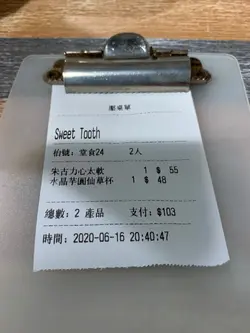 Sweet Tooth
枱號: 堂食24 2人
朱古力心太軟 1 $ 55
水晶芋圓仙草杯 1 $ 48
總數: 2 產品 支付: $103
時間: 2020-06-16 20:40:47